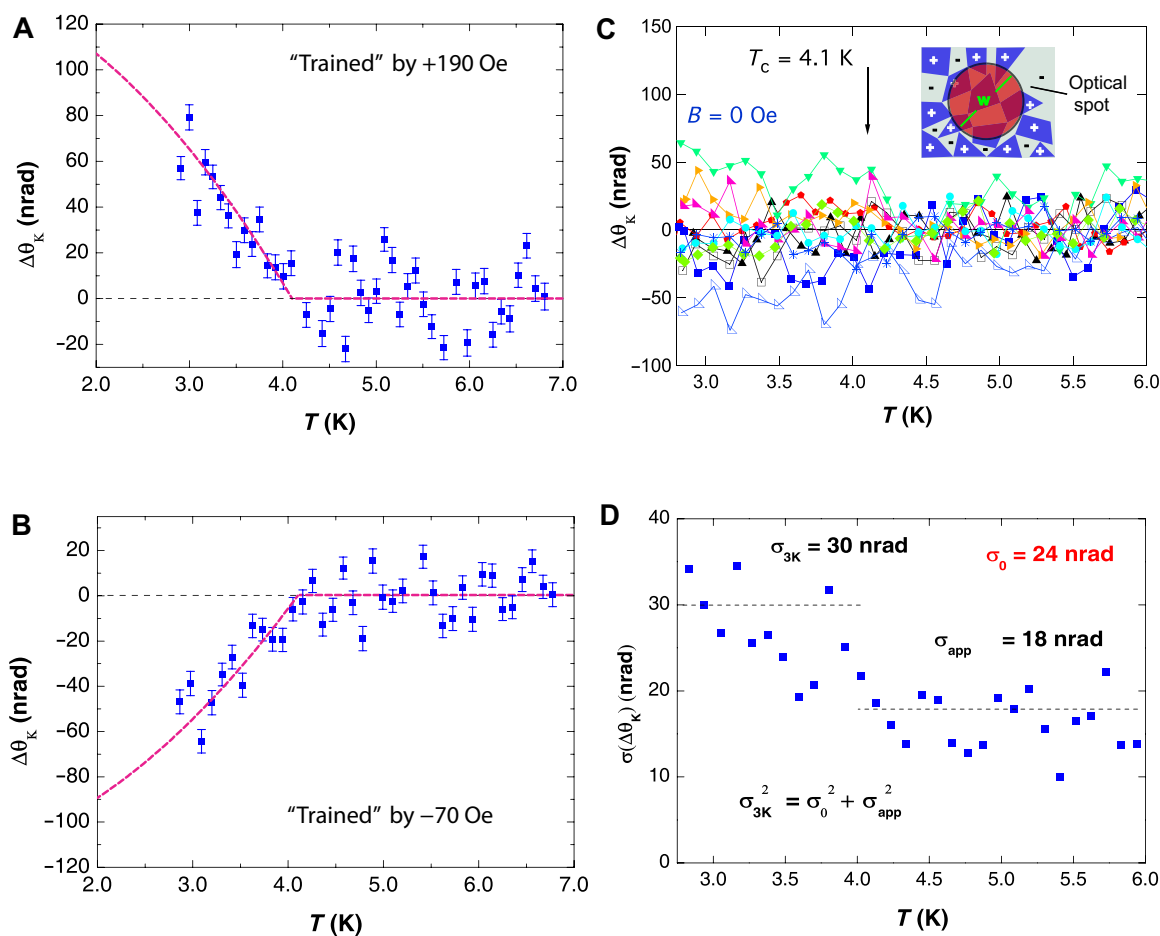 A
120
100
80
60
40
20
0
−20
2.0 3.0 4.0 5.0 6.0 7.0
ΔθK (nrad)
T (K)
“Trained” by +190 Oe
B
20
0
−20
−40
−60
−80
−100
−120
2.0 3.0 4.0 5.0 6.0 7.0
ΔθK (nrad)
T (K)
“Trained” by −70 Oe
C
150
100
50
0
−50
−100
3.0 3.5 4.0 4.5 5.0 5.5 6.0
ΔθK (nrad)
T (K)
Tc = 4.1 K
B = 0 Oe
w
Optical
spot
D
40
30
20
10
0
3.0 3.5 4.0 4.5 5.0 5.5 6.0
σ(ΔθK) (nrad)
T (K)
σ3K = 30 nrad
σ0 = 24 nrad
σapp = 18 nrad
σ3K² = σ0² + σapp²